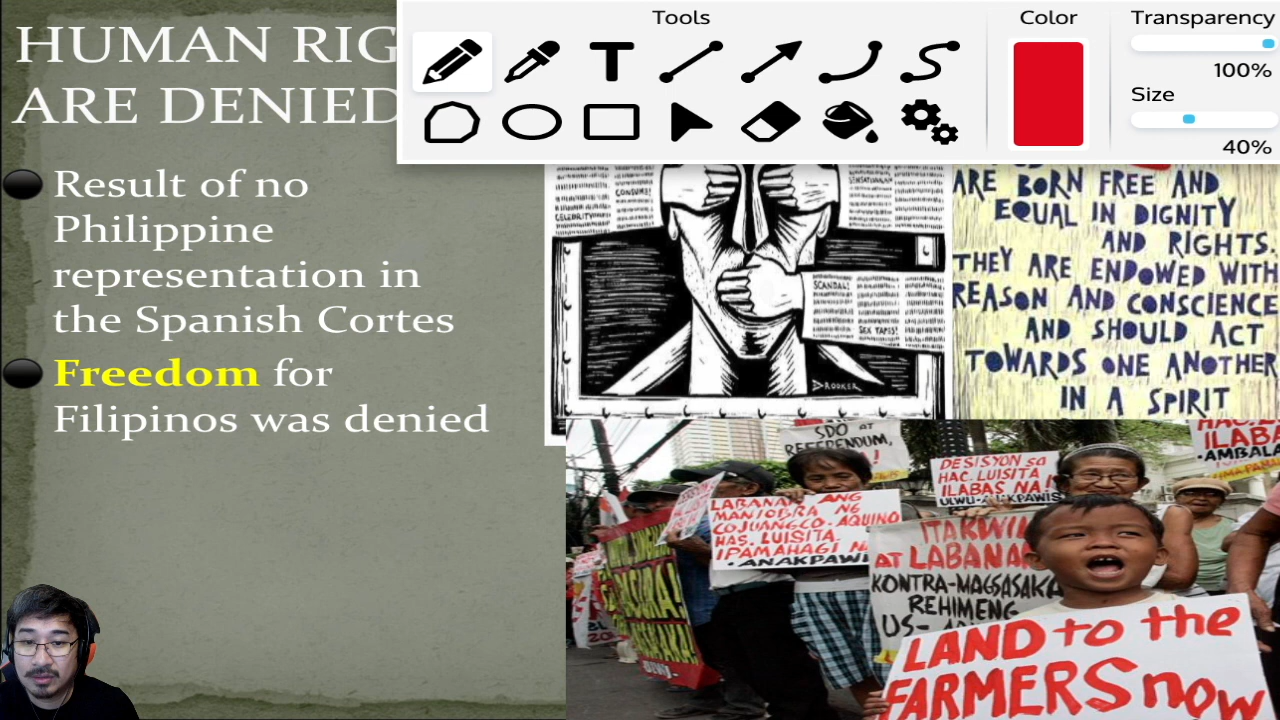 HUMAN RIG
ARE DENIED
Tools
Color
Transparency
100%
Size
40%
Result of no
Philippine
representation in
the Spanish Cortes
Freedom for
Filipinos was denied
CONSUME!
CELEBRITY
SCANDAL!
SEX TAPES!
DROOKER
ARE BORN FREE AND
EQUAL IN DIGNITY
AND RIGHTS.
THEY ARE ENDOWED WITH
REASON AND CONSCIENCE
AND SHOULD ACT
TOWARDS ONE ANOTHER
IN A SPIRIT
SDO at
REFERENDUM,
DESISYON sa
HAC. LUISITA
ILABAS NA!
ILABA
LABANAN ANG
MANIOBRA NG
COJUANGCO-AQUINO
HAS. LUISITA.
IPAMAHAGI N
ANAKPAWI
ITAKWIL
AT LABANAN
KONTRA-MAGSASAKA
REHIMENG
US-
LAND to the
FARMERS now